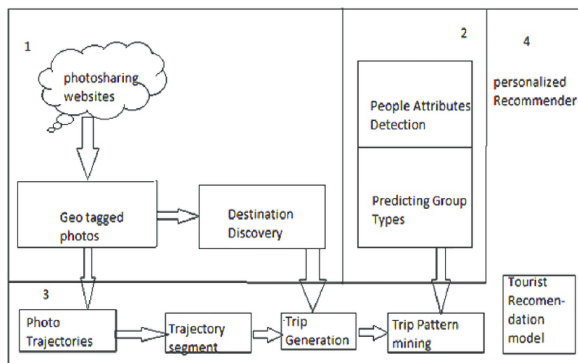 1
photosharing
websites
Geo tagged
photos
Destination
Discovery
2
People Attributes
Detection
Predicting Group
Types
4
personalized
Recommender
3
Photo
Trajectories
Trajectory
segment
Trip
Generation
Trip Pattern
mining
Tourist
Recomen-
dation
model